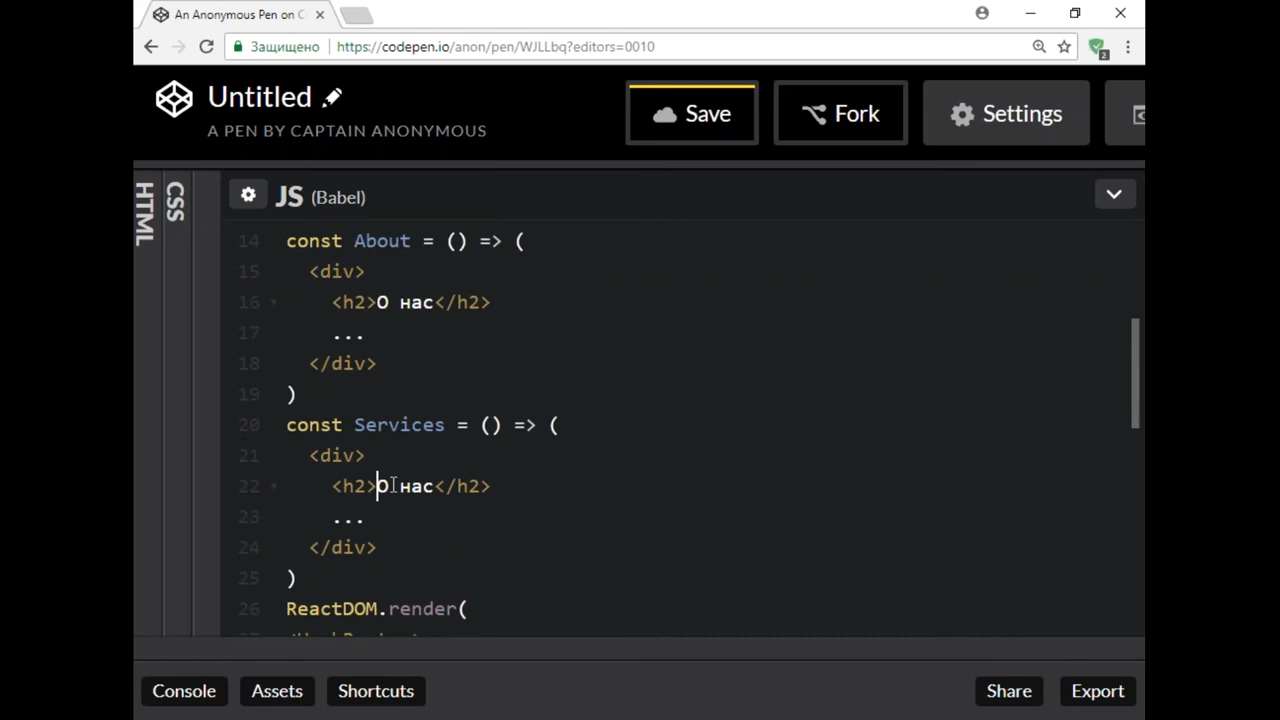 An Anonymous Pen on C
Защищено https://codepen.io/anon/pen/WJLLbq?editors=0010
2
Untitled
A PEN BY CAPTAIN ANONYMOUS
Save
Fork
Settings
HTML
CSS
JS (Babel)
14 const About = () => (
15 <div>
16 <h2>О нас</h2>
17 ...
18 </div>
19 )
20 const Services = () => (
21 <div>
22 <h2>О нас</h2>
23 ...
24 </div>
25 )
26 ReactDOM.render(
Console
Assets
Shortcuts
Share
Export